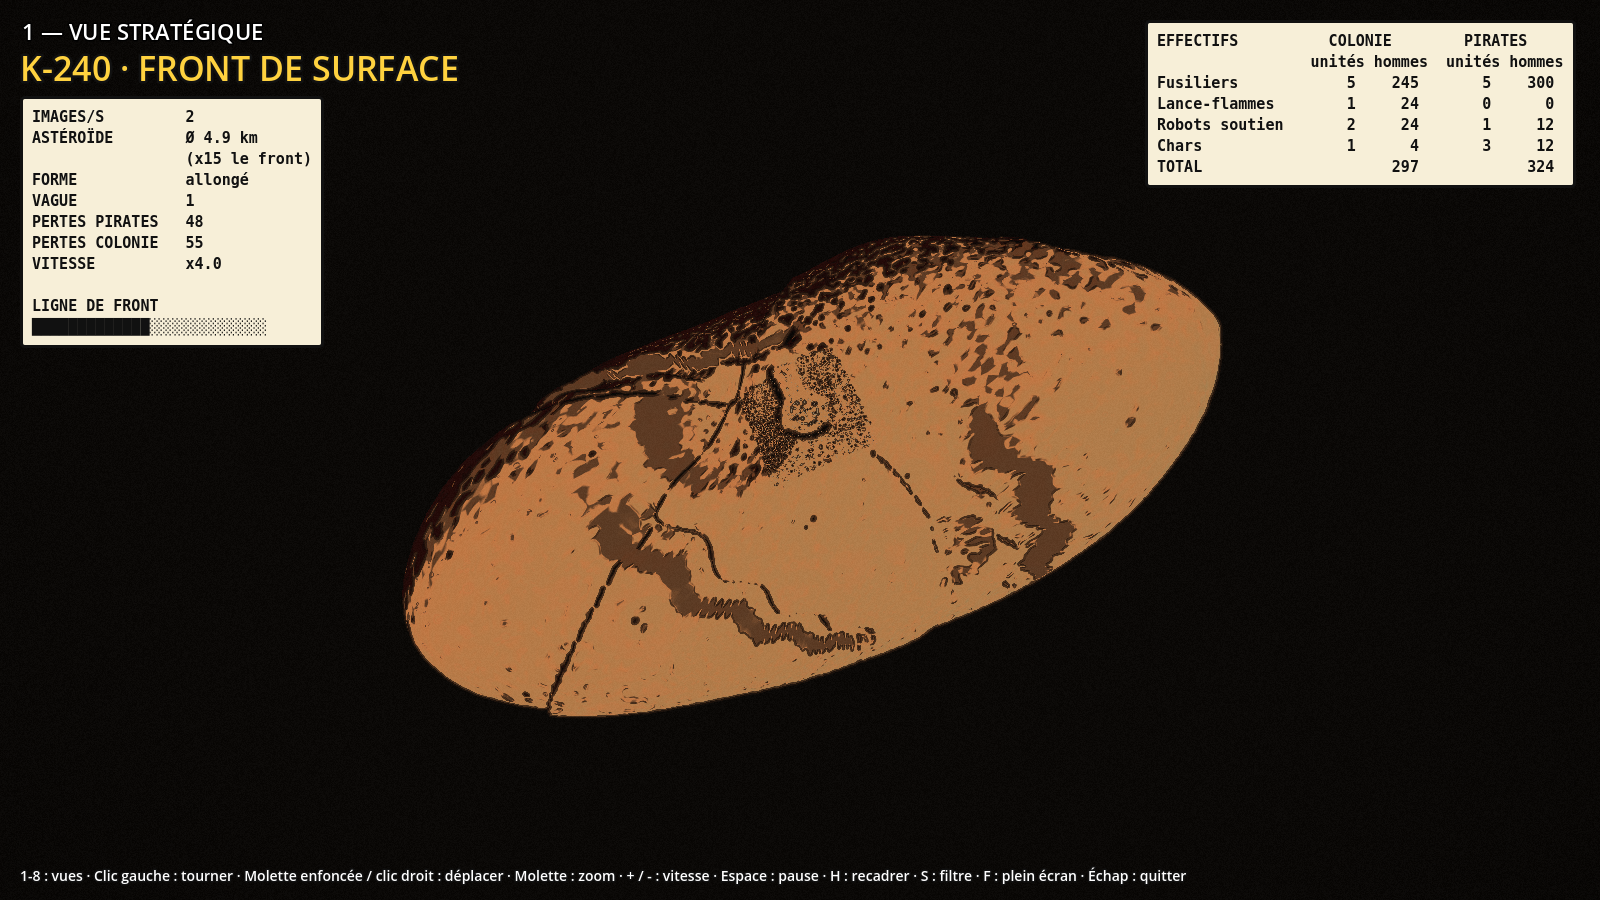 1 — VUE STRATÉGIQUE
K-240 · FRONT DE SURFACE
IMAGES/S 2
ASTÉROÏDE Ø 4.9 km
(x15 le front)
FORME allongé
VAGUE 1
PERTES PIRATES 48
PERTES COLONIE 55
VITESSE x4.0
LIGNE DE FRONT
EFFECTIFS COLONIE PIRATES
unités hommes unités hommes
Fusiliers 5 245 5 300
Lance-flammes 1 24 0 0
Robots soutien 2 24 1 12
Chars 1 4 3 12
TOTAL 297 324
1-8 : vues · Clic gauche : tourner · Molette enfoncée / clic droit : déplacer · Molette : zoom · + / - : vitesse · Espace : pause · H : recadrer · S : filtre · F : plein écran · Échap : quitter